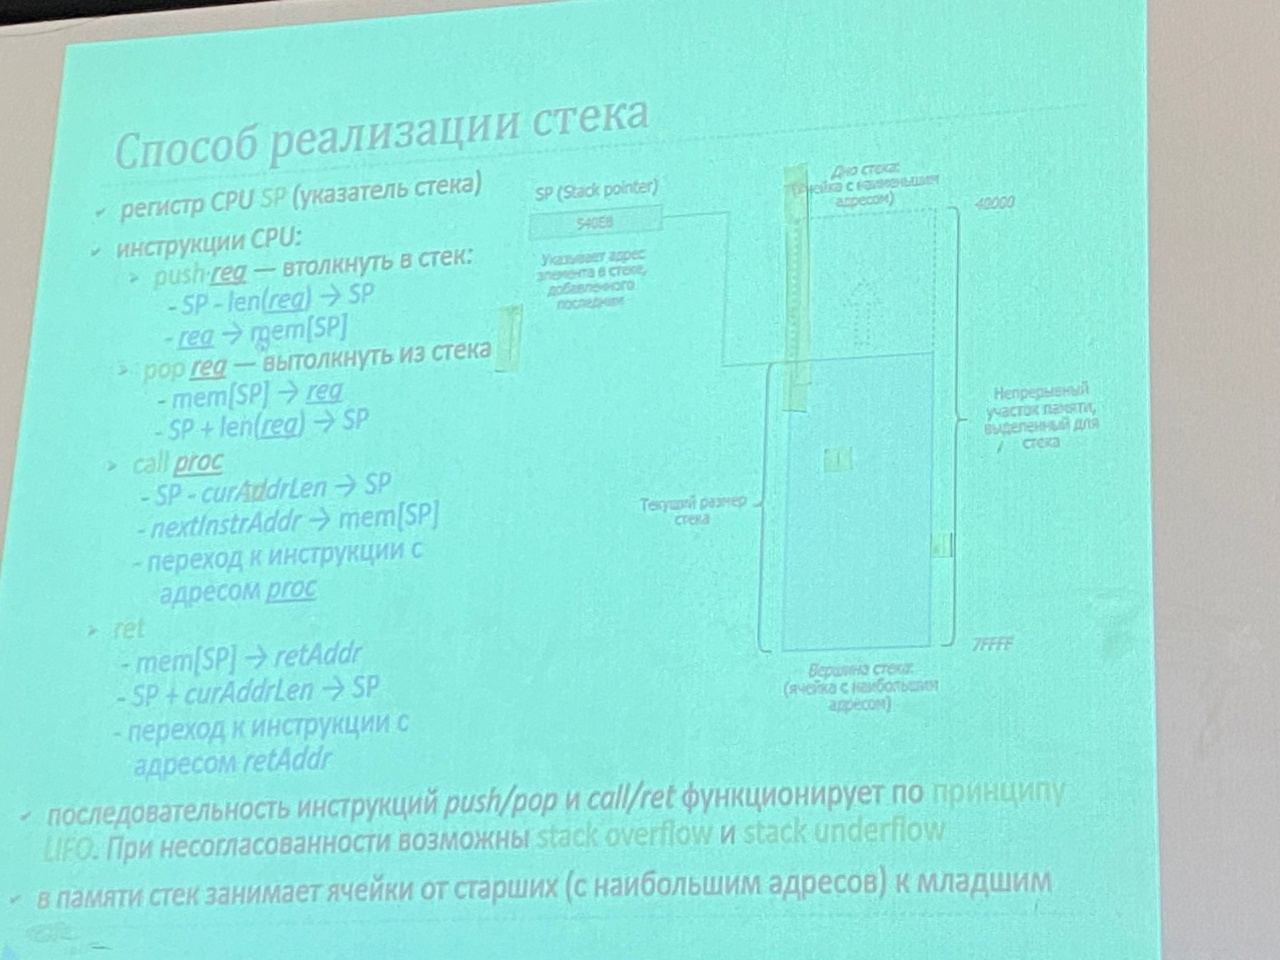 Способ реализации стека
регистр CPU SP (указатель стека)
инструкции CPU:
push reg — втолкнуть в стек:
- SP - len(reg) → SP
- reg → mem[SP]
pop reg — вытолкнуть из стека
- mem[SP] → reg
- SP + len(reg) → SP
call proc
- SP - curAddrLen → SP
- nextInstrAddr → mem[SP]
- переход к инструкции с
адресом proc
ret
- mem[SP] → retAddr
- SP + curAddrLen → SP
- переход к инструкции с
адресом retAddr
SP (Stack pointer)
540E8
Указывает адрес
элемента в стеке,
добавленного
последним
Дно стека:
(ячейка с наименьшим
адресом)
40000
Непрерывный
участок памяти,
выделенный для
стека
Текущий размер
стека
7FFFF
Вершина стека:
(ячейка с наибольшим
адресом)
последовательность инструкций push/pop и call/ret функционирует по принципу
LIFO. При несогласованности возможны stack overflow и stack underflow
в памяти стек занимает ячейки от старших (с наибольшим адресов) к младшим